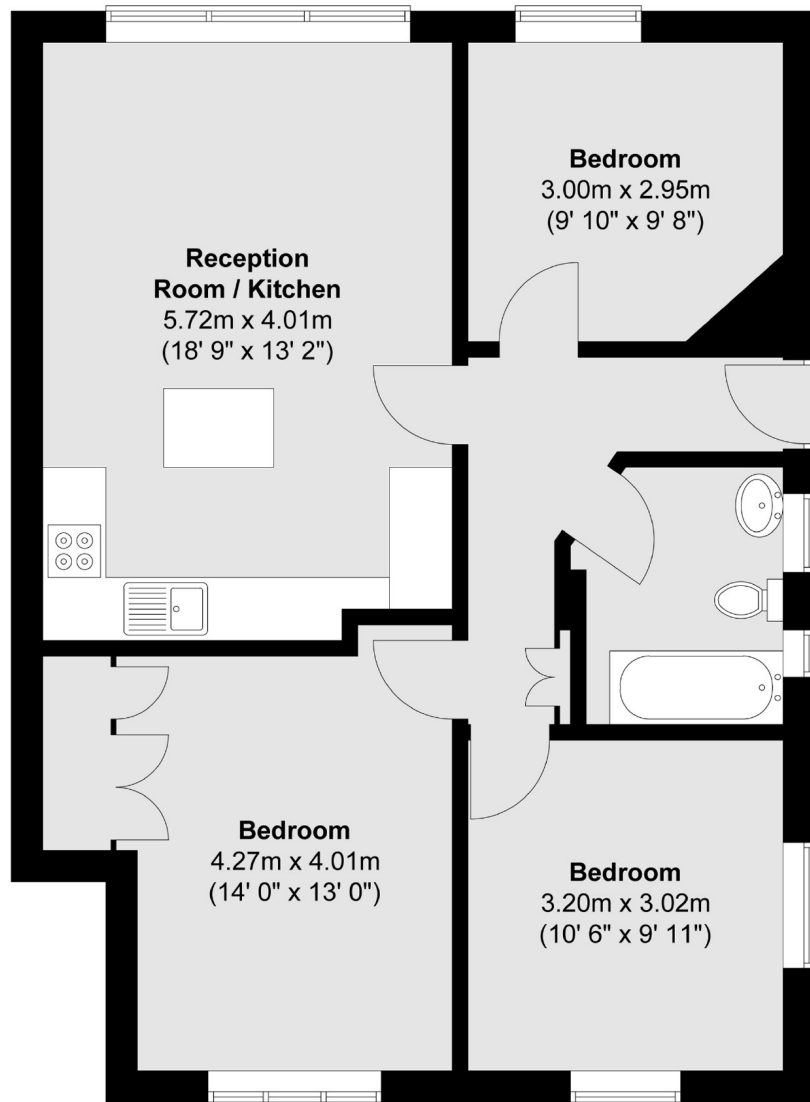 Reception
Room / Kitchen
5.72m x 4.01m
(18' 9" x 13' 2")
Bedroom
3.00m x 2.95m
(9' 10" x 9' 8")
Bedroom
4.27m x 4.01m
(14' 0" x 13' 0")
Bedroom
3.20m x 3.02m
(10' 6" x 9' 11")